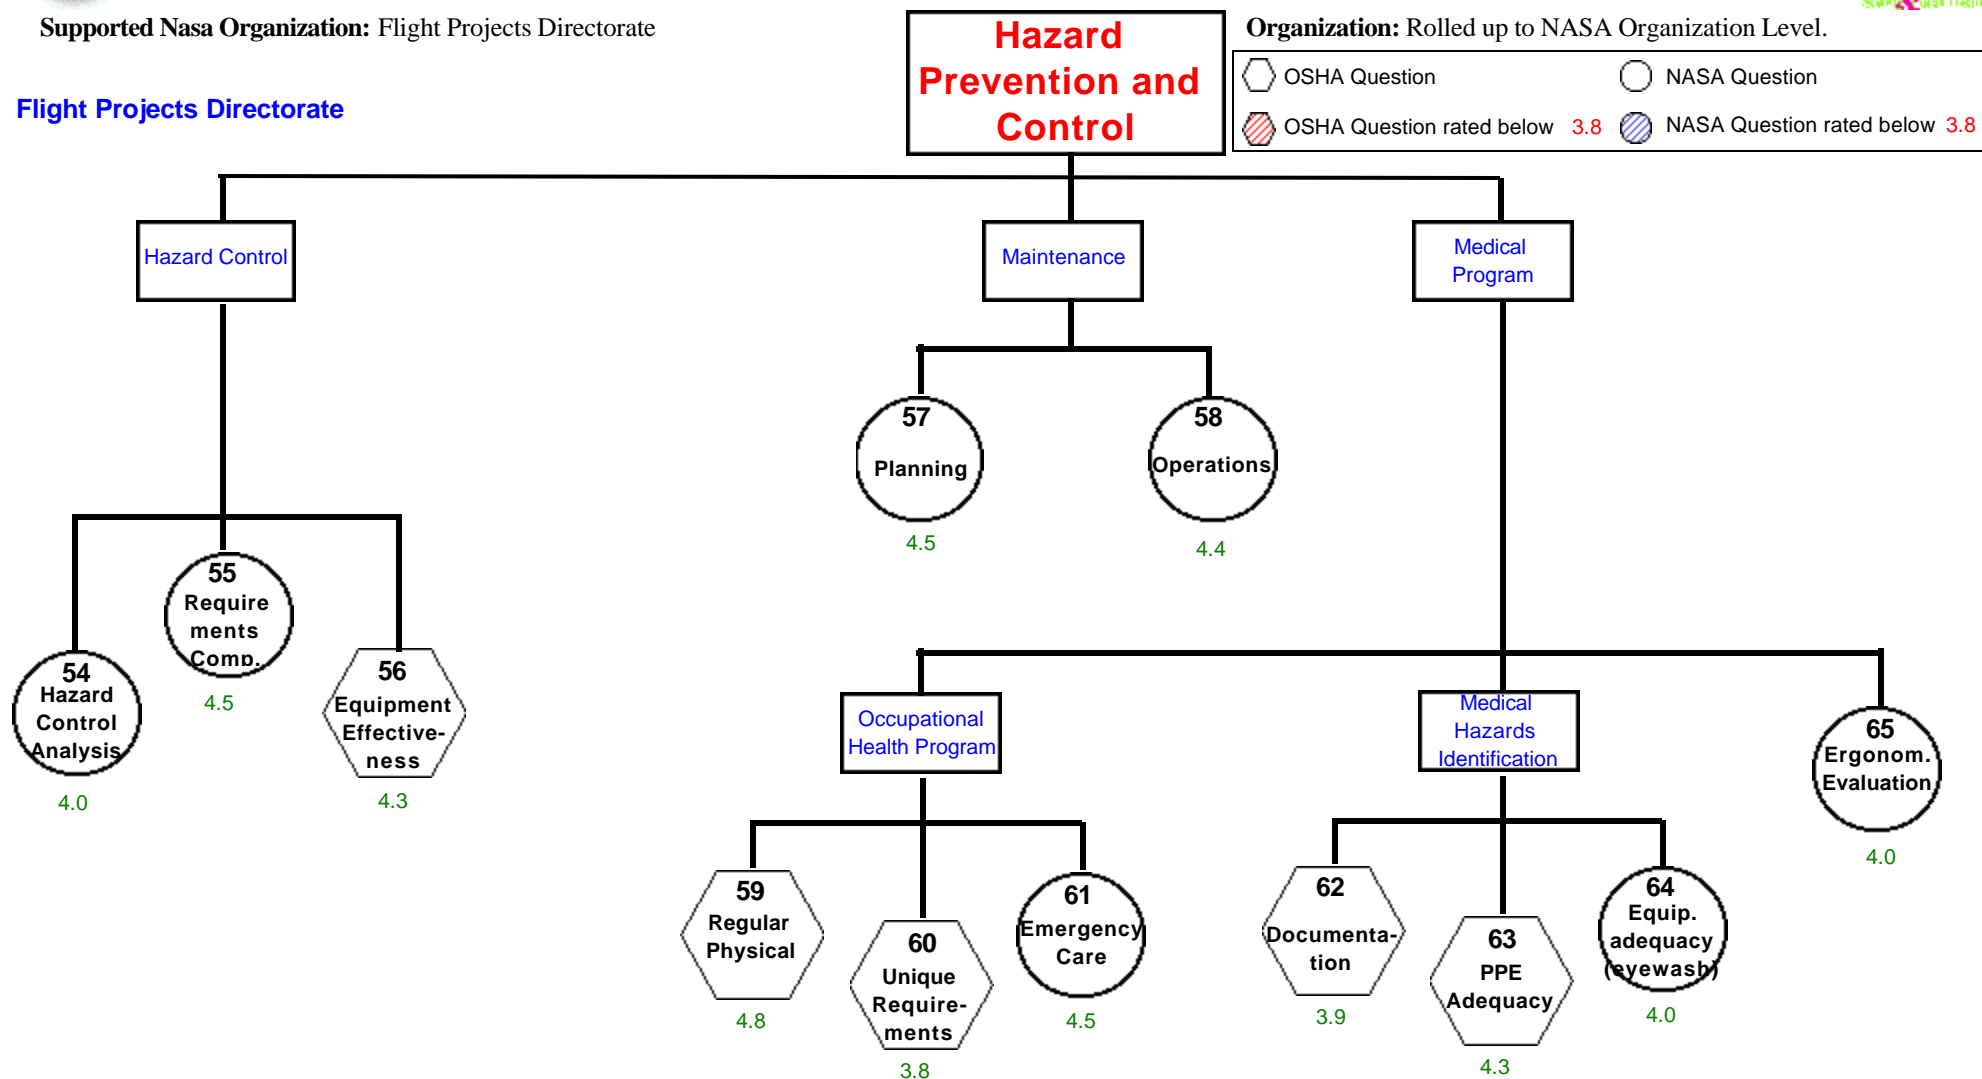 Supported Nasa Organization: Flight Projects Directorate
Organization: Rolled up to NASA Organization Level.
Hazard
Prevention and
Control
OSHA Question
NASA Question
OSHA Question rated below 3.8
NASA Question rated below 3.8
Flight Projects Directorate
Hazard Control
Maintenance
Medical
Program
57
Planning
4.5
58
Operations
4.4
54
Hazard
Control
Analysis
4.0
55
Require
ments
Comp.
4.5
56
Equipment
Effective-
ness
4.3
Occupational
Health Program
Medical
Hazards
Identification
65
Ergonom.
Evaluation
4.0
59
Regular
Physical
4.8
60
Unique
Require-
ments
3.8
61
Emergency
Care
4.5
62
Documenta-
tion
3.9
63
PPE
Adequacy
4.3
64
Equip.
adequacy
(eyewash)
4.0